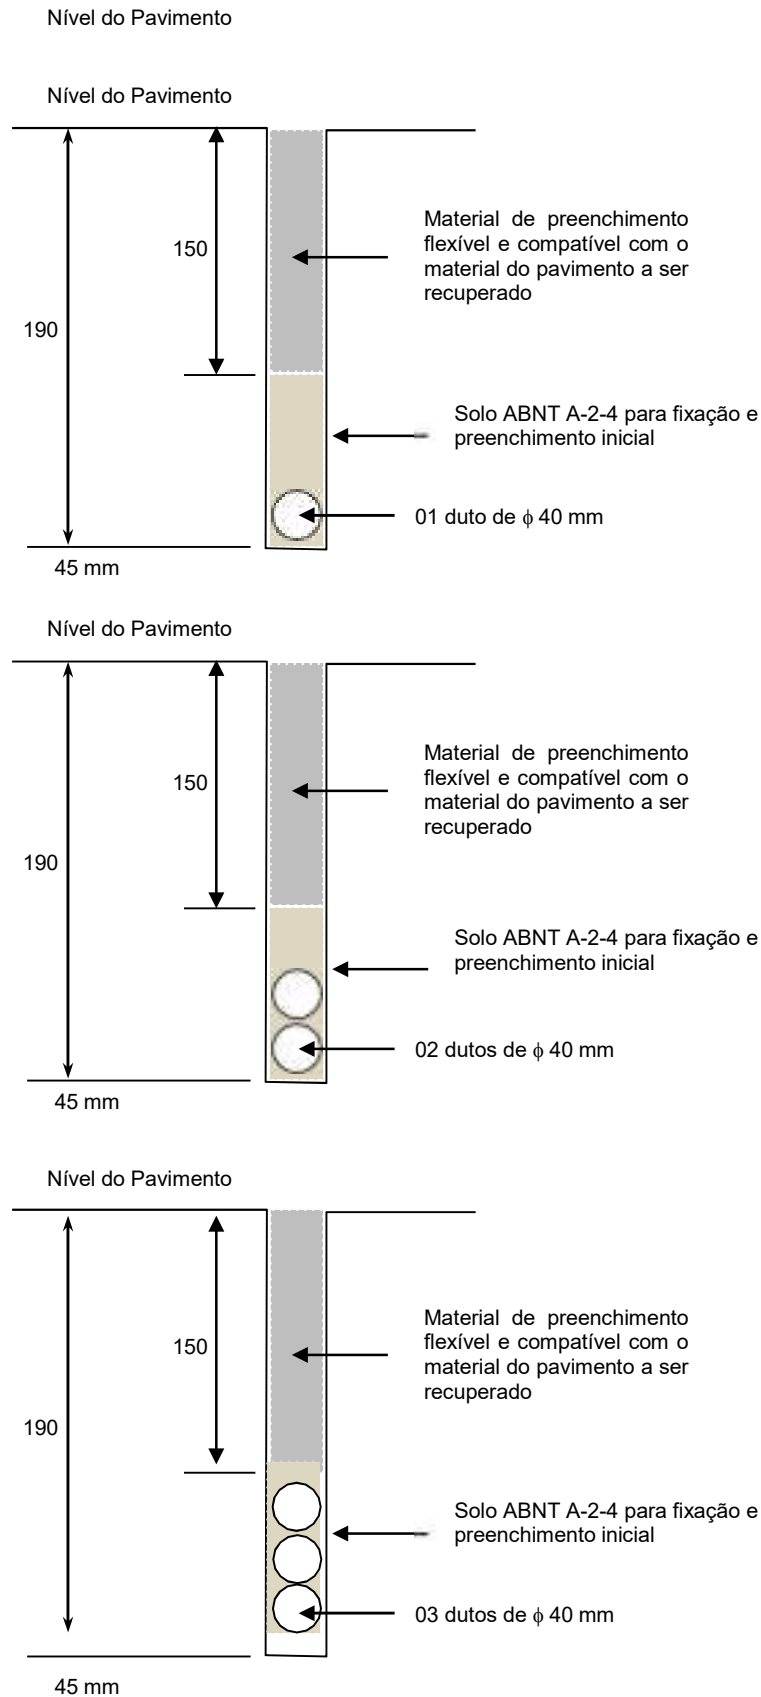 Nível do Pavimento
Nível do Pavimento
150
190
Material de preenchimento
flexível e compatível com o
material do pavimento a ser
recuperado
Solo ABNT A-2-4 para fixação e
preenchimento inicial
01 duto de ϕ 40 mm
45 mm
Nível do Pavimento
150
190
Material de preenchimento
flexível e compatível com o
material do pavimento a ser
recuperado
Solo ABNT A-2-4 para fixação e
preenchimento inicial
02 dutos de ϕ 40 mm
45 mm
Nível do Pavimento
150
190
Material de preenchimento
flexível e compatível com o
material do pavimento a ser
recuperado
Solo ABNT A-2-4 para fixação e
preenchimento inicial
03 dutos de ϕ 40 mm
45 mm